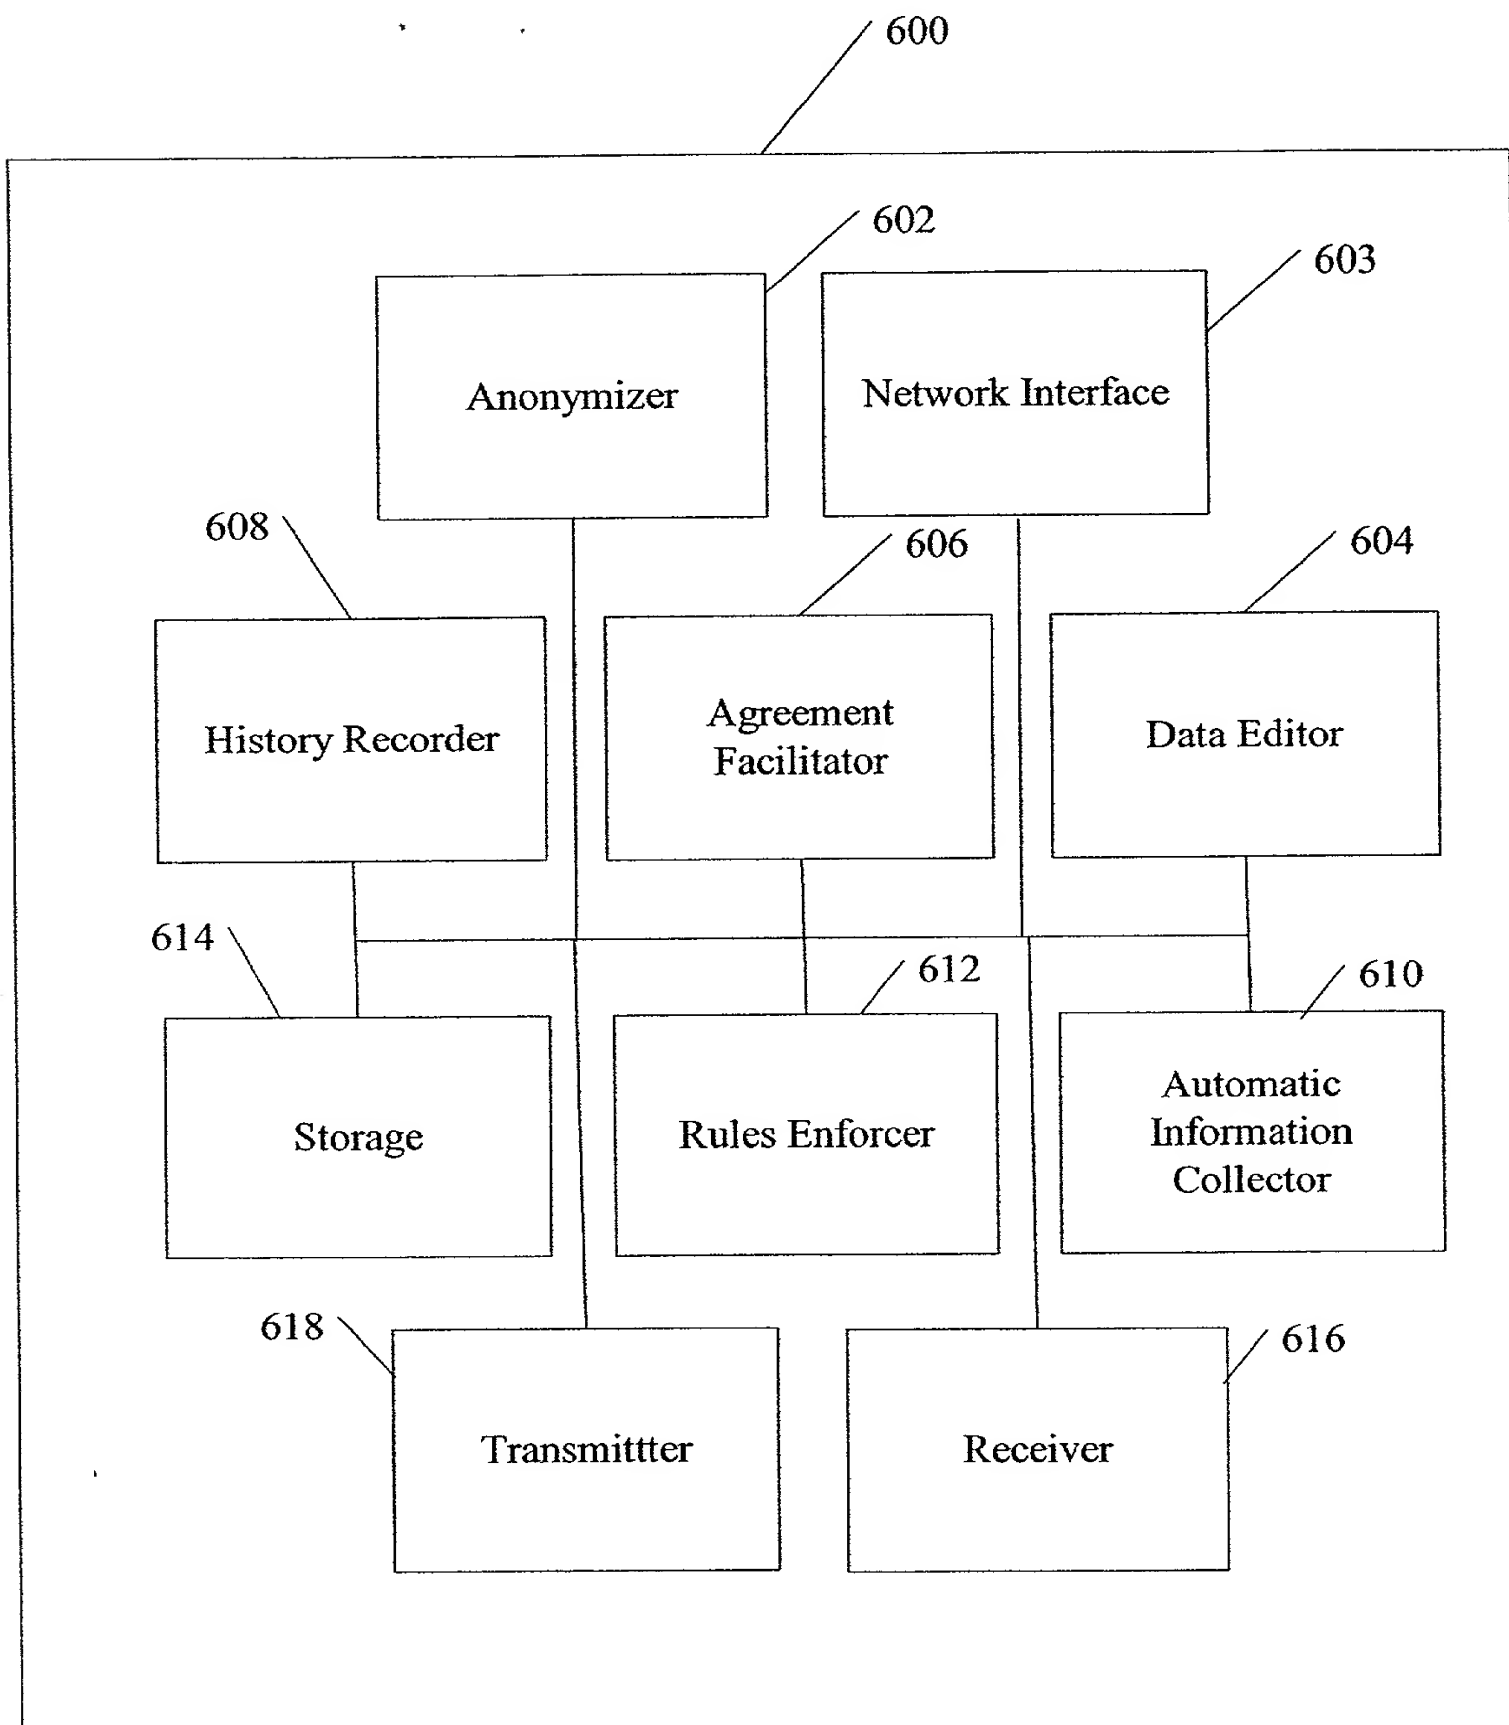 600
602
603
Anonymizer
Network Interface
608
606
604
History Recorder
Agreement
Facilitator
Data Editor
614
612
610
Storage
Rules Enforcer
Automatic
Information
Collector
618
616
Transmittter
Receiver